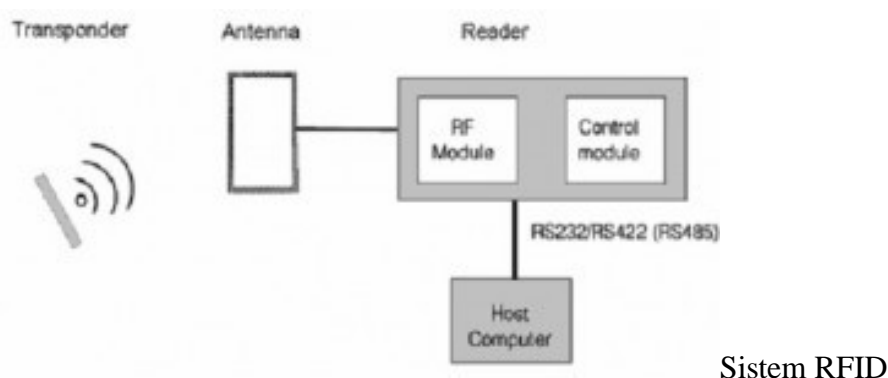 Transponder Antenna Reader
RF
Module
Control
module
RS232/RS422 (RS485)
Host
Computer
Sistem RFID